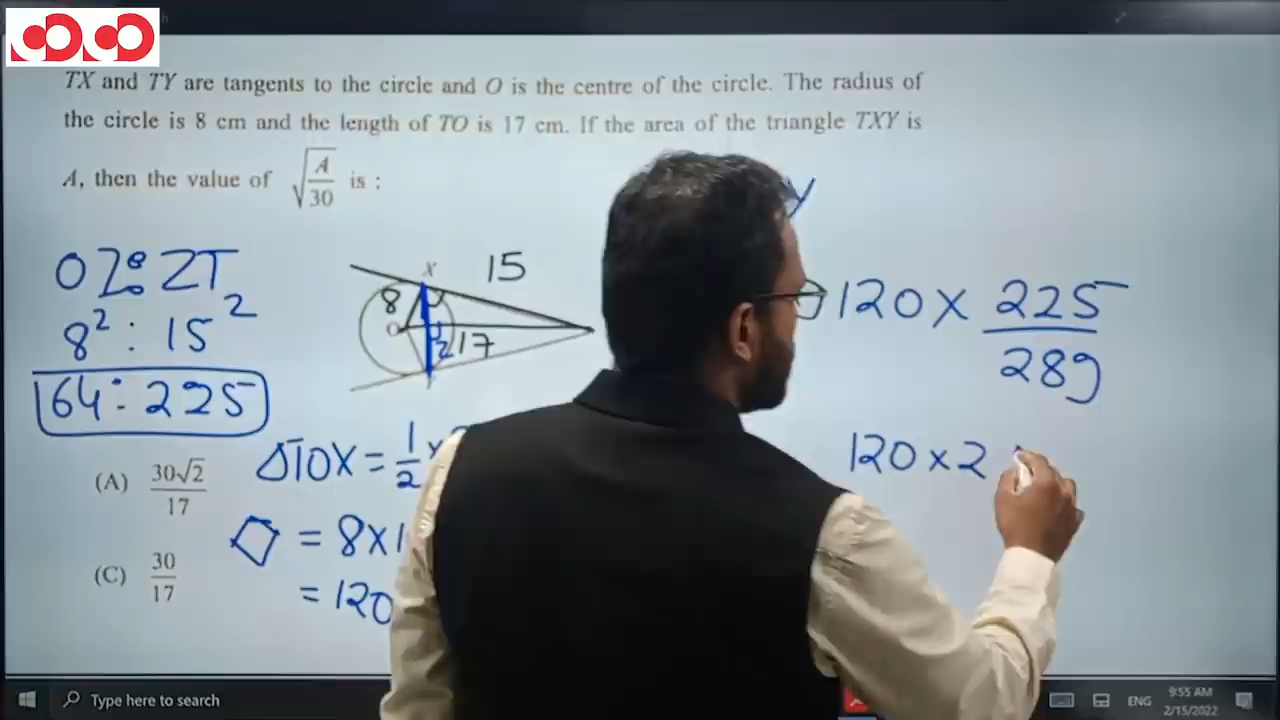 TX and TY are tangents to the circle and O is the centre of the circle. The radius of
the circle is 8 cm and the length of TO is 17 cm. If the area of the triangle TXY is
A, then the value of √(A/30) is :
OZ : ZT
8² : 15²
64 : 225
X
15
8
O
17
Z
Y
120 × 225/289
120 × 2
(A) 30√2/17
ΔTOX = 1/2 ×
= 8×1
= 120
(C) 30/17
Type here to search
ENG
9:55 AM
2/15/2022